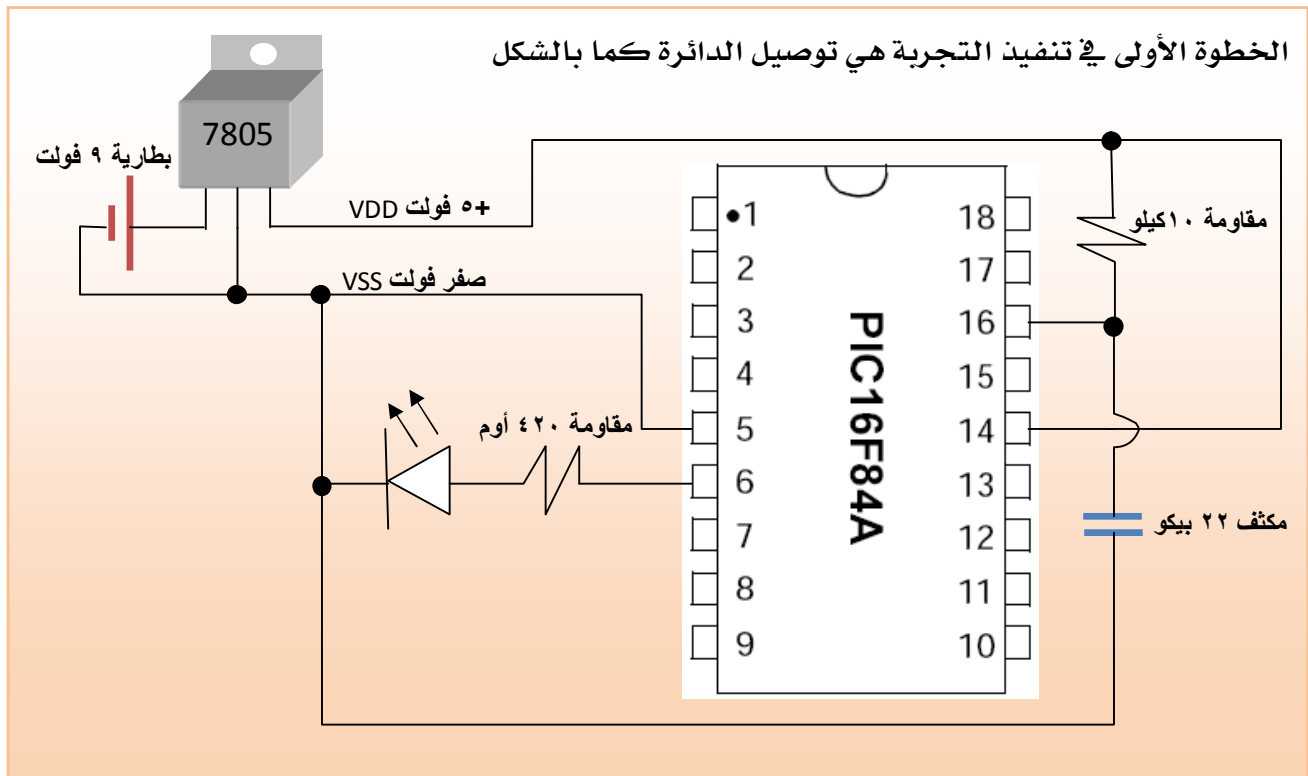 الخطوة الأولى في تنفيذ التجربة هي توصيل الدائرة كما بالشكل
7805
بطارية ٩ فولت
+٥ فولت VDD
صفر فولت VSS
مقاومة ١٠كيلو
مقاومة ٤٢٠ أوم
مكثف ٢٢ بيكو
PIC16F84A
1
2
3
4
5
6
7
8
9
18
17
16
15
14
13
12
11
10